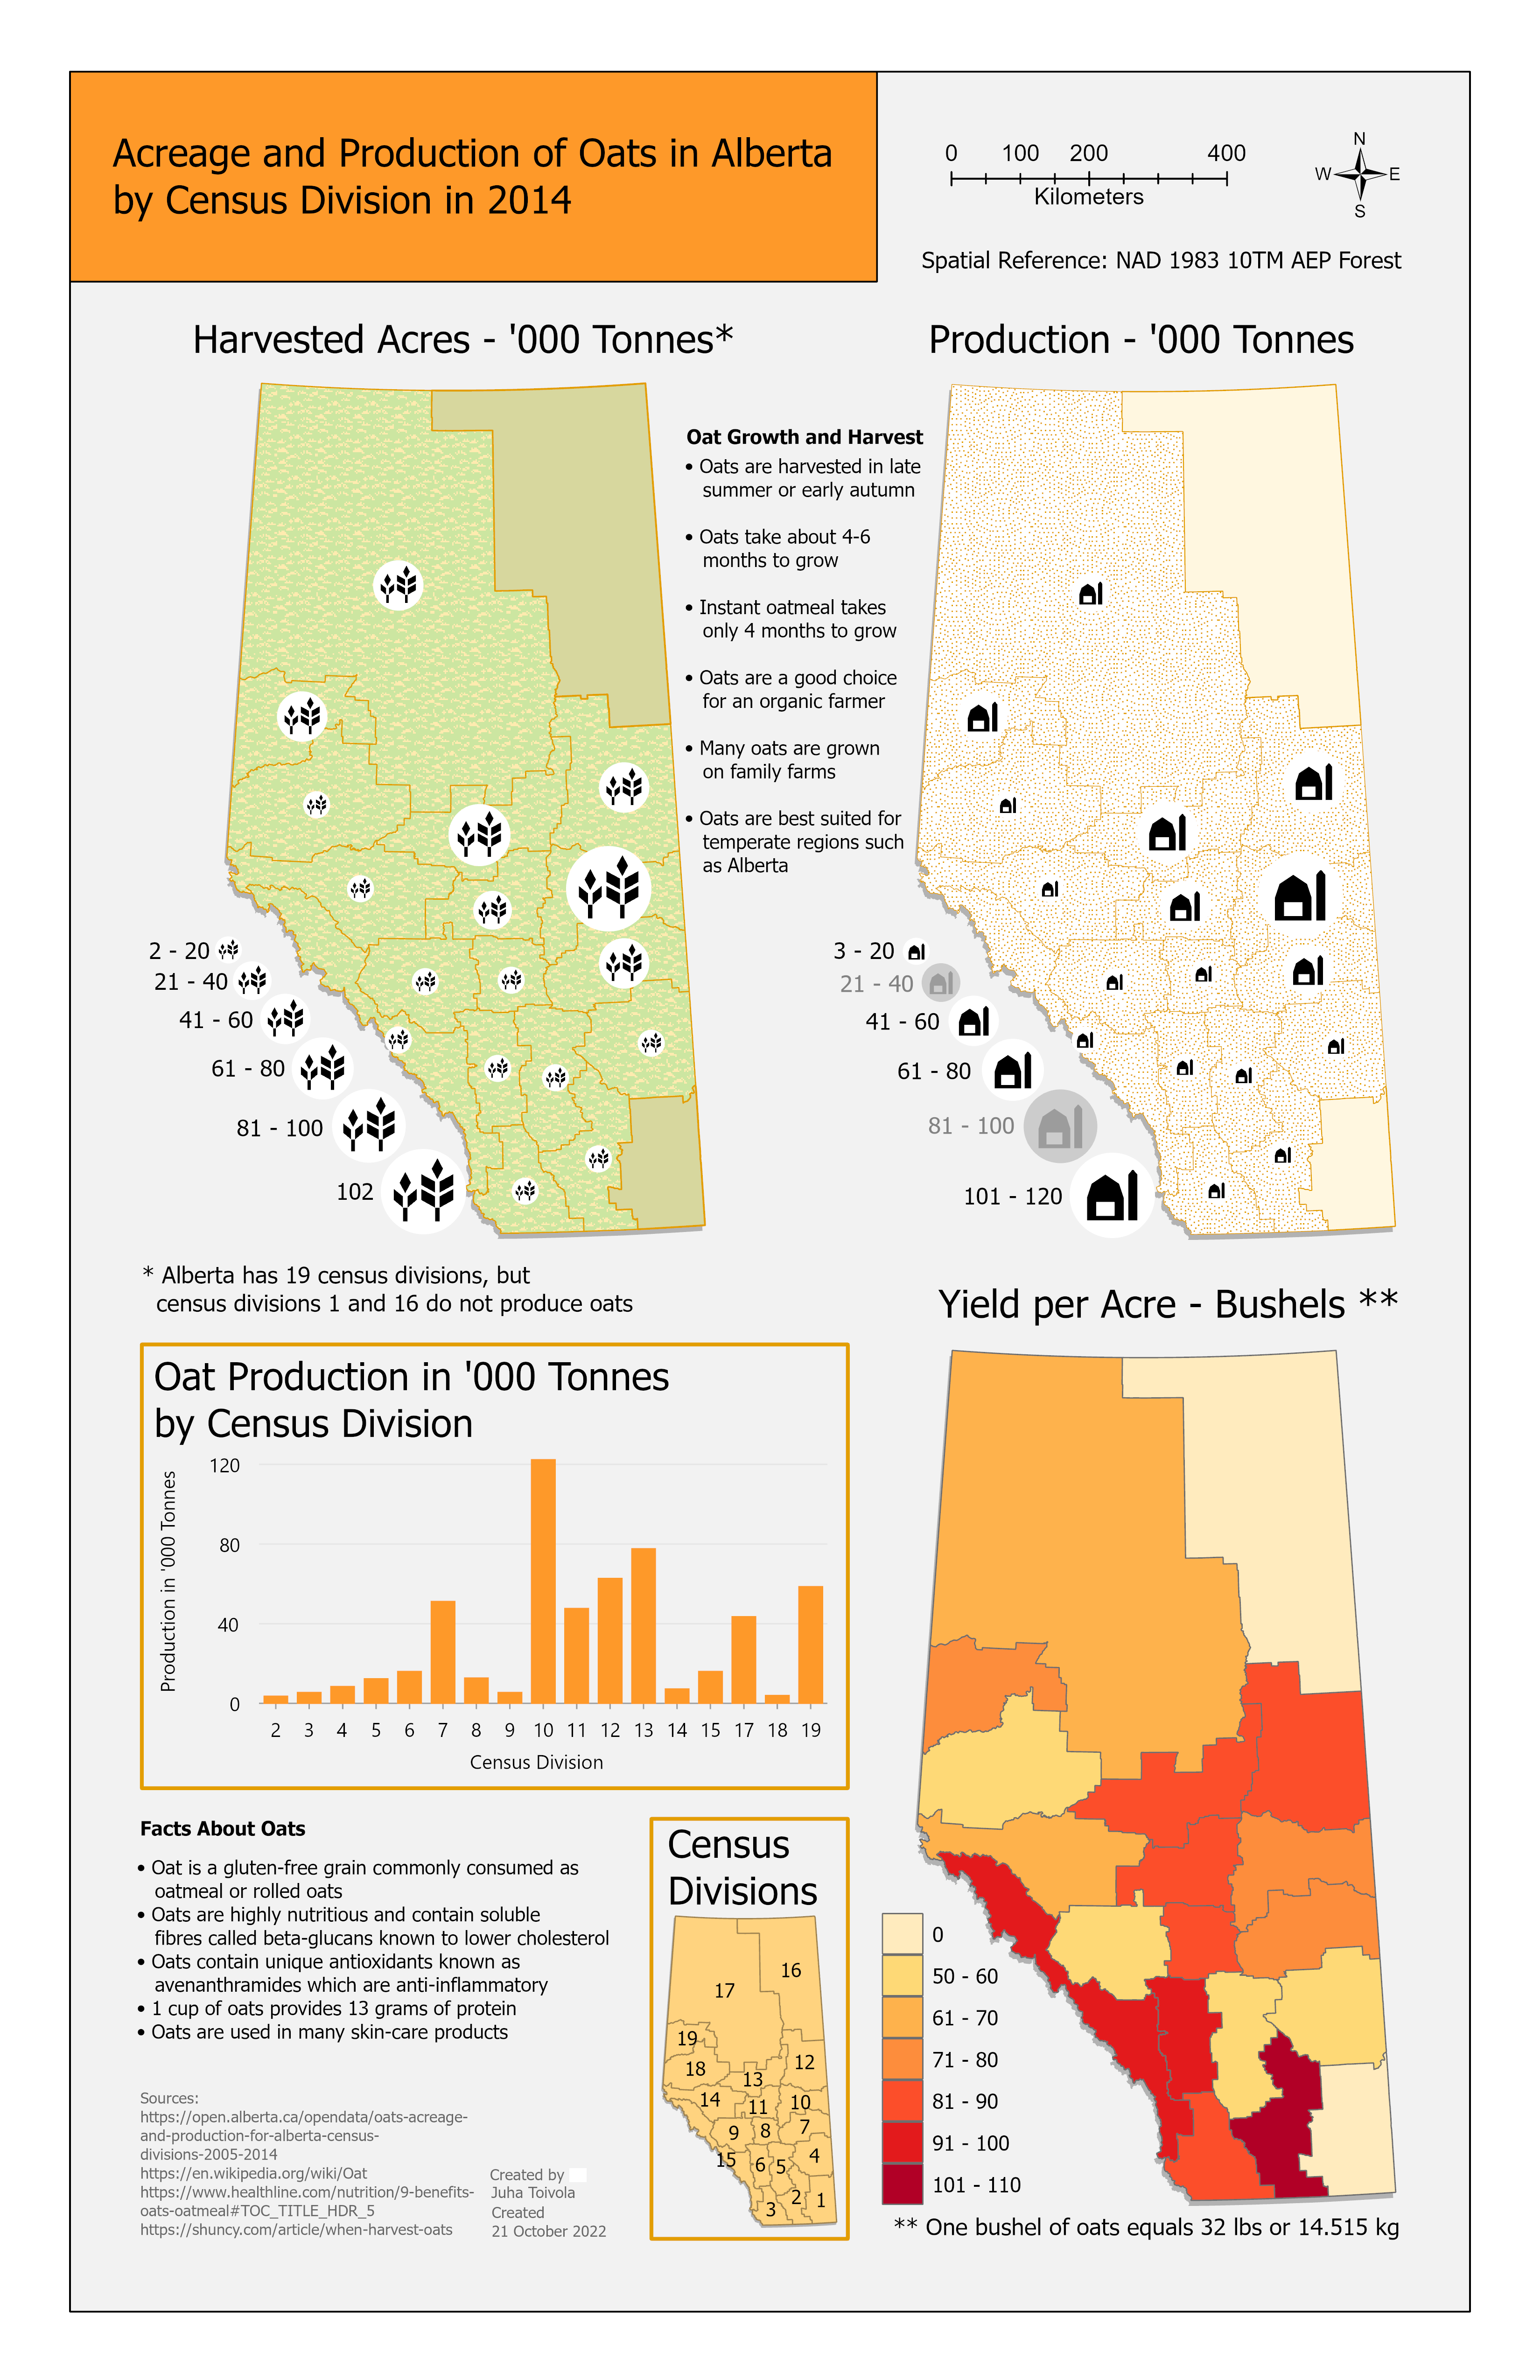 Acreage and Production of Oats in Alberta
by Census Division in 2014
0 100 200 400
Kilometers
N
W E
S
Spatial Reference: NAD 1983 10TM AEP Forest
Harvested Acres - '000 Tonnes*
2 - 20
21 - 40
41 - 60
61 - 80
81 - 100
102
* Alberta has 19 census divisions, but
census divisions 1 and 16 do not produce oats
Oat Growth and Harvest
• Oats are harvested in late
summer or early autumn
• Oats take about 4-6
months to grow
• Instant oatmeal takes
only 4 months to grow
• Oats are a good choice
for an organic farmer
• Many oats are grown
on family farms
• Oats are best suited for
temperate regions such
as Alberta
Production - '000 Tonnes
3 - 20
21 - 40
41 - 60
61 - 80
81 - 100
101 - 120
Oat Production in '000 Tonnes
by Census Division
Production in '000 Tonnes
120
80
40
0
2 3 4 5 6 7 8 9 10 11 12 13 14 15 17 18 19
Census Division
Facts About Oats
• Oat is a gluten-free grain commonly consumed as
oatmeal or rolled oats
• Oats are highly nutritious and contain soluble
fibres called beta-glucans known to lower cholesterol
• Oats contain unique antioxidants known as
avenanthramides which are anti-inflammatory
• 1 cup of oats provides 13 grams of protein
• Oats are used in many skin-care products
Sources:
https://open.alberta.ca/opendata/oats-acreage-
and-production-for-alberta-census-
divisions-2005-2014
https://en.wikipedia.org/wiki/Oat
https://www.healthline.com/nutrition/9-benefits-
oats-oatmeal#TOC_TITLE_HDR_5
https://shuncy.com/article/when-harvest-oats
Created by
Juha Toivola
Created
21 October 2022
Census
Divisions
16
17
19
12
18
13
14
10
11
7
9 8
4
15
6 5
2 1
3
Yield per Acre - Bushels **
0
50 - 60
61 - 70
71 - 80
81 - 90
91 - 100
101 - 110
** One bushel of oats equals 32 lbs or 14.515 kg